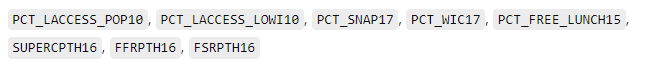 PCT_LACCESS_POP10, PCT_LACCESS_LOWI10, PCT_SNAP17, PCT_WIC17, PCT_FREE_LUNCH15,
SUPERCPTH16, FFRPTH16, FSRPTH16